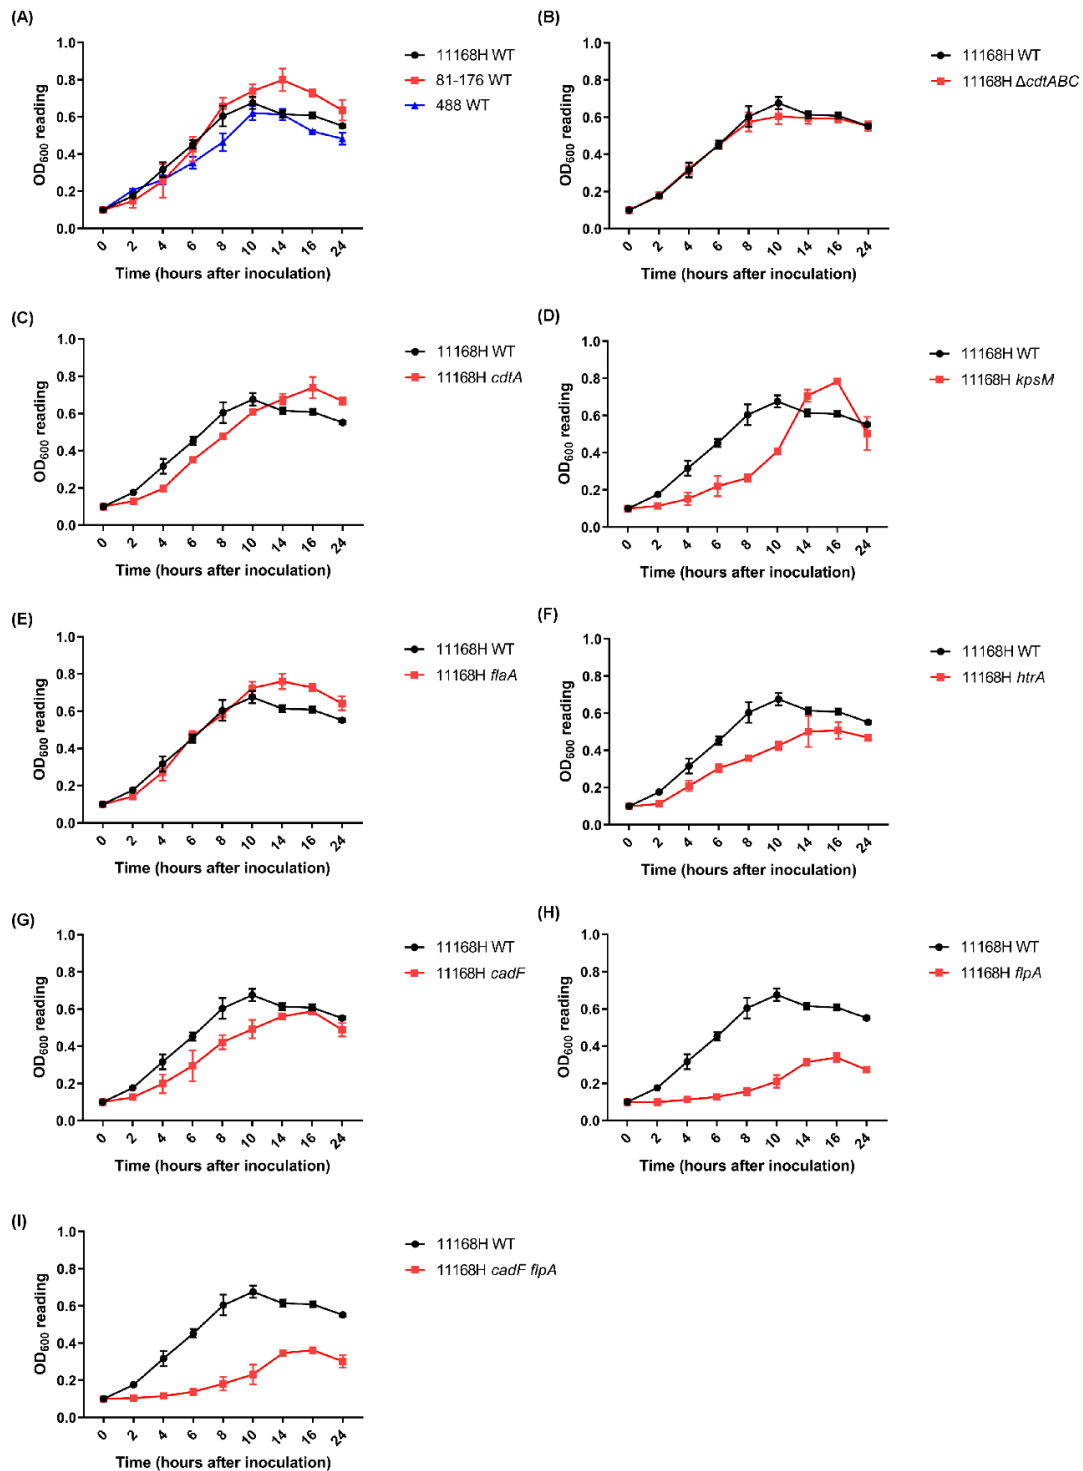 (A)
1.0
0.8
0.6
0.4
0.2
0.0
OD600 reading
0 2 4 6 8 10 14 16 24
Time (hours after inoculation)
11168H WT
81-176 WT
488 WT
(B)
1.0
0.8
0.6
0.4
0.2
0.0
OD600 reading
0 2 4 6 8 10 14 16 24
Time (hours after inoculation)
11168H WT
11168H ΔcdtABC
(C)
1.0
0.8
0.6
0.4
0.2
0.0
OD600 reading
0 2 4 6 8 10 14 16 24
Time (hours after inoculation)
11168H WT
11168H cdtA
(D)
1.0
0.8
0.6
0.4
0.2
0.0
OD600 reading
0 2 4 6 8 10 14 16 24
Time (hours after inoculation)
11168H WT
11168H kpsM
(E)
1.0
0.8
0.6
0.4
0.2
0.0
OD600 reading
0 2 4 6 8 10 14 16 24
Time (hours after inoculation)
11168H WT
11168H flaA
(F)
1.0
0.8
0.6
0.4
0.2
0.0
OD600 reading
0 2 4 6 8 10 14 16 24
Time (hours after inoculation)
11168H WT
11168H htrA
(G)
1.0
0.8
0.6
0.4
0.2
0.0
OD600 reading
0 2 4 6 8 10 14 16 24
Time (hours after inoculation)
11168H WT
11168H cadF
(H)
1.0
0.8
0.6
0.4
0.2
0.0
OD600 reading
0 2 4 6 8 10 14 16 24
Time (hours after inoculation)
11168H WT
11168H flpA
(I)
1.0
0.8
0.6
0.4
0.2
0.0
OD600 reading
0 2 4 6 8 10 14 16 24
Time (hours after inoculation)
11168H WT
11168H cadF flpA